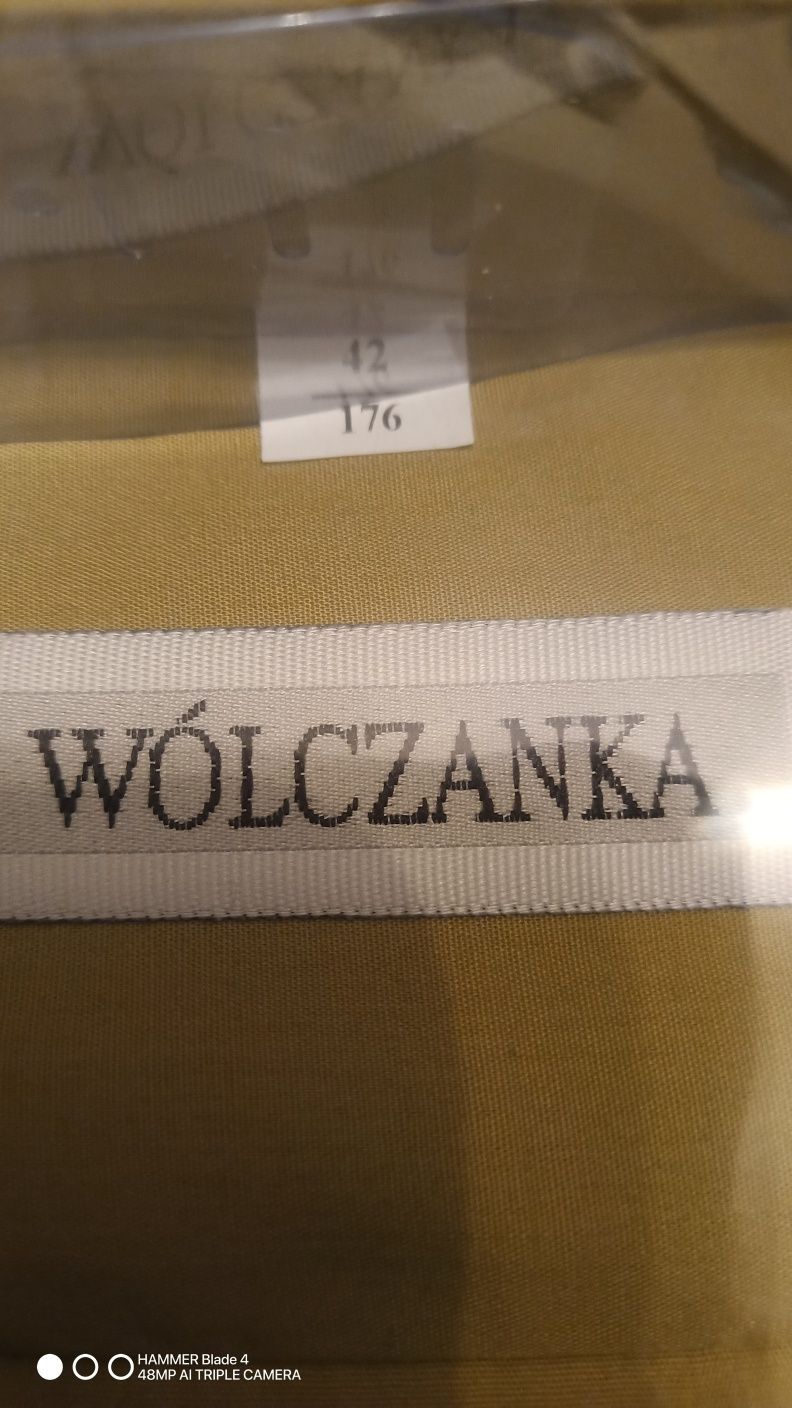 42
176
WÓLCZANKA
HAMMER Blade 4
48MP AI TRIPLE CAMERA